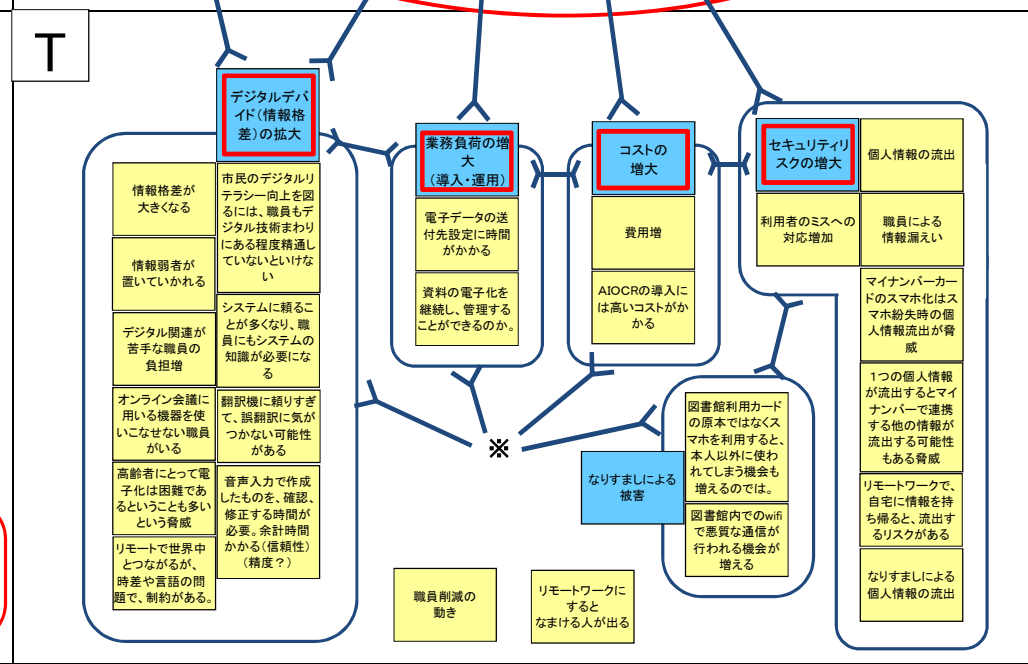 T
デジタルデバ
イド(情報格
差)の拡大
情報格差が
大きくなる
情報弱者が
置いていかれる
デジタル関連が
苦手な職員の
負担増
オンライン会議に
用いる機器を使
いこなせない職員
がいる
高齢者にとって電
子化は困難であ
るということも多い
という脅威
リモートで世界中
とつながるが、
時差や言語の問
題で、制約がある。
市民のデジタルリ
テラシー向上を図
るには、職員もデ
ジタル技術まわり
にある程度精通し
ていないといけな
い
システムに頼るこ
とが多くなり、職
員にもシステムの
知識が必要にな
る
翻訳機に頼りすぎ
て、誤翻訳に気が
つかない可能性
がある
音声入力で作成
したものを、確認、
修正する時間が
必要。余計時間
かかる(信頼性)
(精度?)
業務負荷の増
大
(導入・運用)
電子データの送
付先設定に時間
がかかる
資料の電子化を
継続し、管理する
ことができるのか。
コストの
増大
費用増
AIOCRの導入に
は高いコストがか
かる
セキュリティリ
スクの増大
個人情報の流出
利用者のミスへの
対応増加
職員による
情報漏えい
マイナンバーカー
ドのスマホ化はス
マホ紛失時の個
人情報流出が脅
威
1つの個人情報
が流出するとマイ
ナンバーで連携
する他の情報が
流出する可能性
もある脅威
リモートワークで、
自宅に情報を持
ち帰ると、流出す
るリスクがある
なりすましによる
個人情報の流出
※
なりすましによる
被害
図書館利用カード
の原本ではなくス
マホを利用すると、
本人以外に使わ
れてしまう機会も
増えるのでは。
図書館内でのwifi
で悪質な通信が
行われる機会が
増える
職員削減の
動き
リモートワークに
すると
なまける人が出る